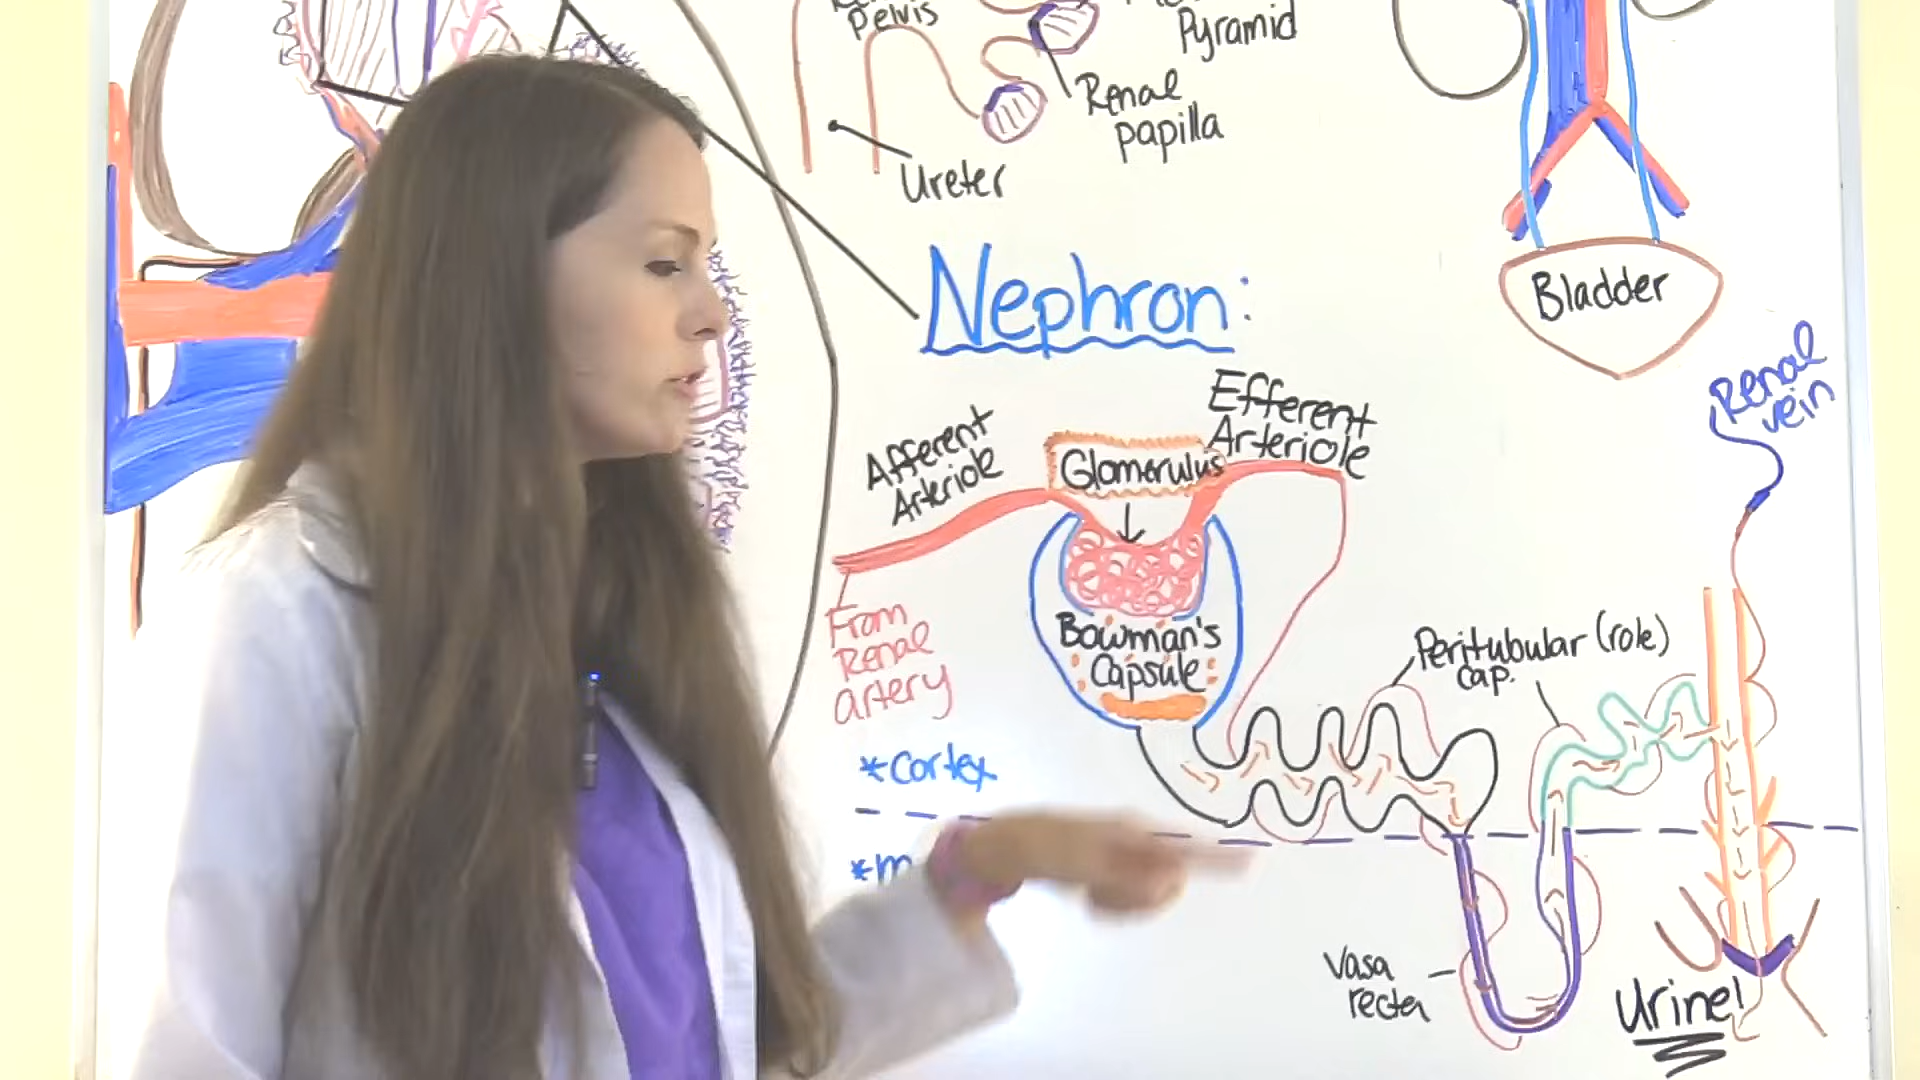 Pelvis
Pyramid
Renal
papilla
Ureter
Nephron:
Bladder
Renal
vein
Efferent
Arteriole
Afferent
Arteriole
Glomerulus
Bowman's
Capsule
From
Renal
artery
Peritubular (role)
cap.
*Cortex
Vasa
recta
Urine!